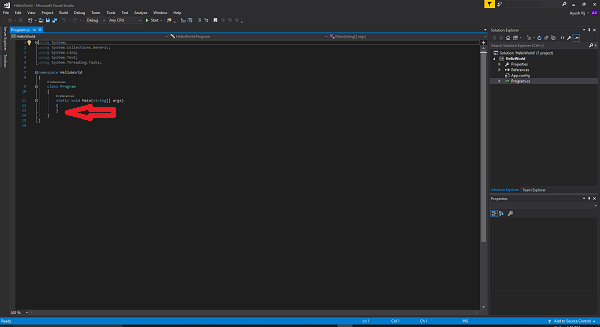 HelloWorld - Microsoft Visual Studio
File Edit View Project Build Debug Team Tools Test Analyze Window Help
Ayush Vij
Debug Any CPU Start
Server Explorer
Toolbox
Program.cs
HelloWorld
HelloWorld.Program
Main(string[] args)
1 using System;
2 using System.Collections.Generic;
3 using System.Linq;
4 using System.Text;
5 using System.Threading.Tasks;
6
7 namespace HelloWorld
8 {
0 references
9 class Program
10 {
0 references
11 static void Main(string[] args)
12 {
13 }
14 }
15 }
16
100 %
Solution Explorer
Search Solution Explorer (Ctrl+;)
Solution 'HelloWorld' (1 project)
HelloWorld
Properties
References
App.config
Program.cs
Solution Explorer Team Explorer
Properties
Ready
Ln 1 Col 1 Ch 1 INS
Add to Source Control